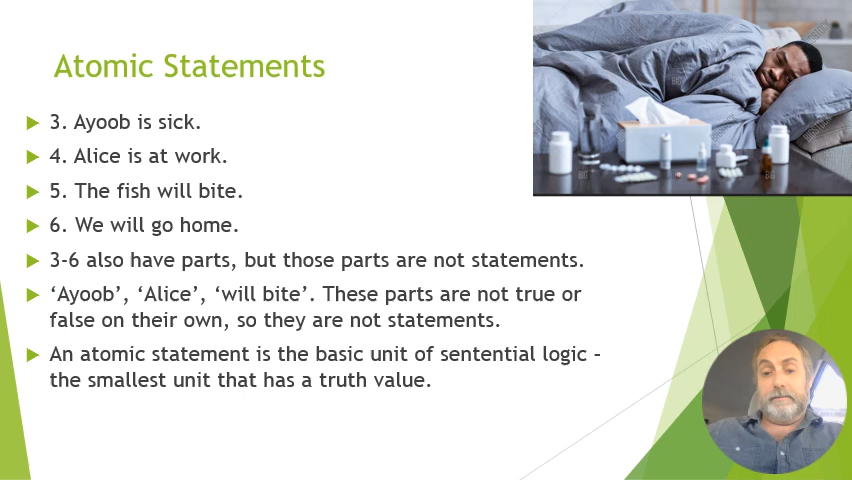 Atomic Statements
3. Ayoob is sick.
4. Alice is at work.
5. The fish will bite.
6. We will go home.
3-6 also have parts, but those parts are not statements.
‘Ayoob’, ‘Alice’, ‘will bite’. These parts are not true or
false on their own, so they are not statements.
An atomic statement is the basic unit of sentential logic –
the smallest unit that has a truth value.